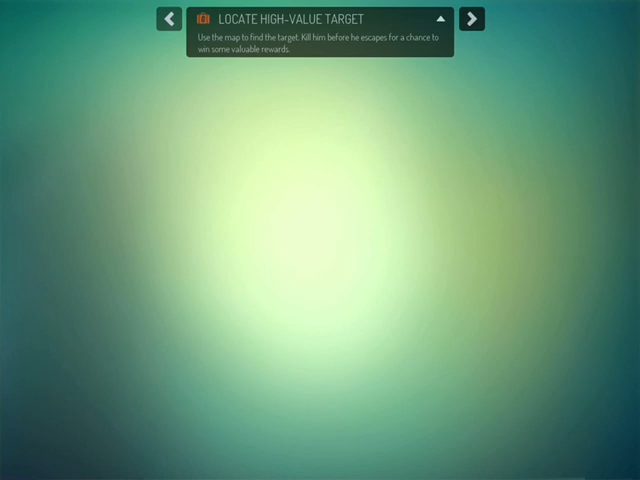 LOCATE HIGH-VALUE TARGET
Use the map to find the target. Kill him before he escapes for a chance to
win some valuable rewards.